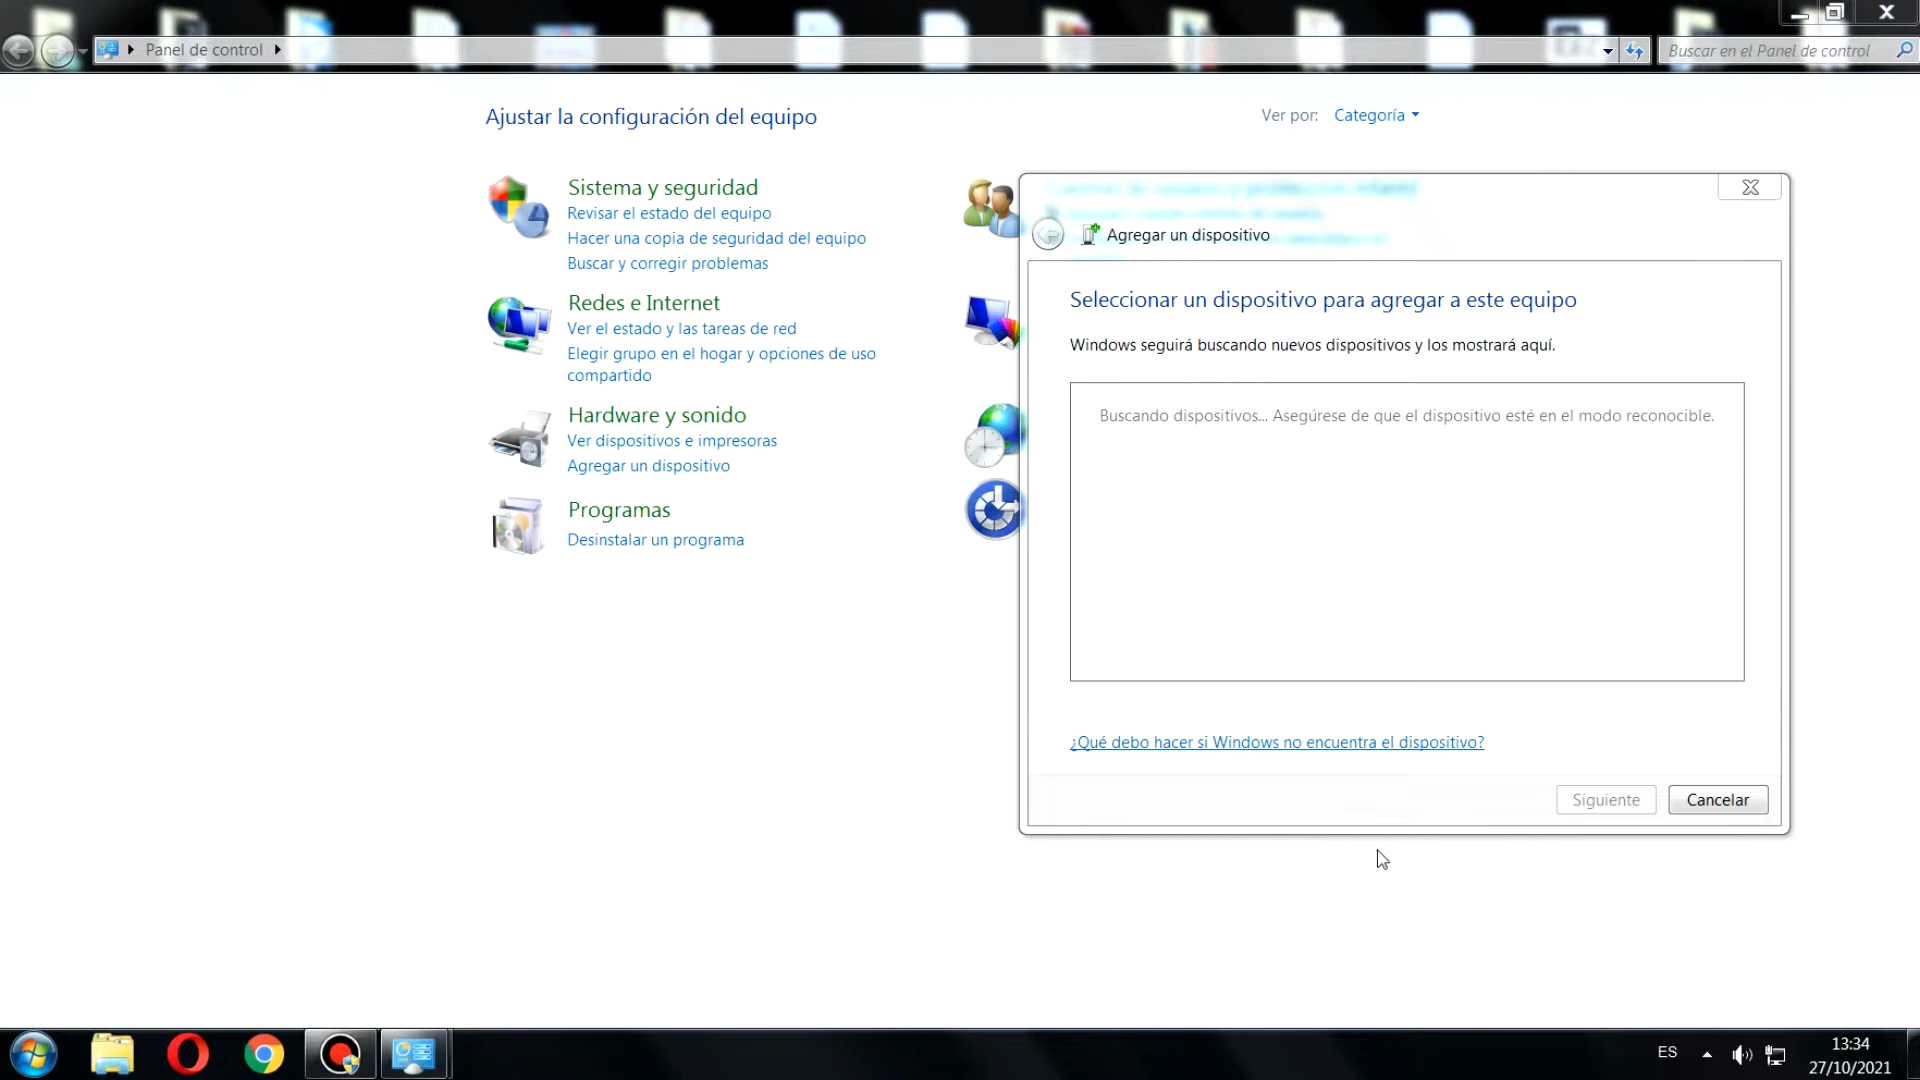 Panel de control
Buscar en el Panel de control
Ajustar la configuración del equipo
Ver por: Categoría
Sistema y seguridad
Revisar el estado del equipo
Hacer una copia de seguridad del equipo
Buscar y corregir problemas
Redes e Internet
Ver el estado y las tareas de red
Elegir grupo en el hogar y opciones de uso
compartido
Hardware y sonido
Ver dispositivos e impresoras
Agregar un dispositivo
Programas
Desinstalar un programa
Agregar un dispositivo
Seleccionar un dispositivo para agregar a este equipo
Windows seguirá buscando nuevos dispositivos y los mostrará aquí.
Buscando dispositivos... Asegúrese de que el dispositivo esté en el modo reconocible.
¿Qué debo hacer si Windows no encuentra el dispositivo?
Siguiente
Cancelar
ES
13:34
27/10/2021